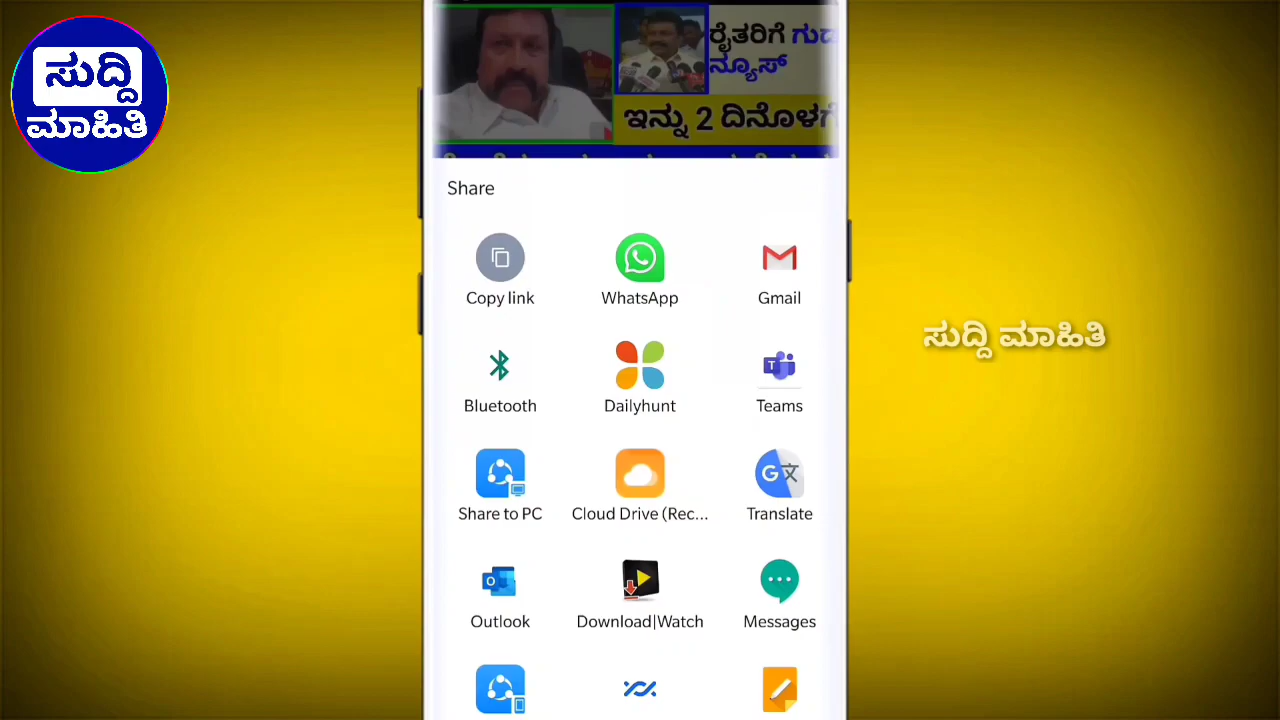 ಸುದ್ದಿ
ಮಾಹಿತಿ
ರೈತರಿಗೆ ಗುಡ
ನ್ಯೂಸ್
ಇನ್ನು 2 ದಿನೊಳಗೆ
Share
Copy link
WhatsApp
Gmail
ಸುದ್ದಿ ಮಾಹಿತಿ
Bluetooth
Dailyhunt
Teams
Share to PC
Cloud Drive (Rec...
Translate
Outlook
Download|Watch
Messages